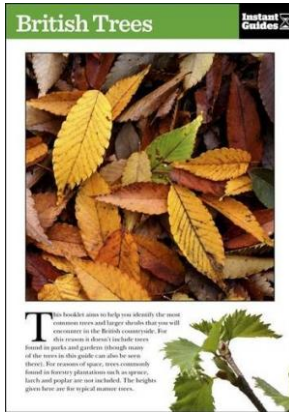 British Trees
Instant
Guides
This booklet aims to help you identify the most
common trees and larger shrubs that you will
encounter in the British countryside. For
this reason it doesn't include trees
found in parks and gardens (though many
of the trees in this guide can also be seen
there). For reasons of space, trees commonly
found in forestry plantations such as spruce,
larch and poplar are not included. The heights
given here are for typical mature trees.